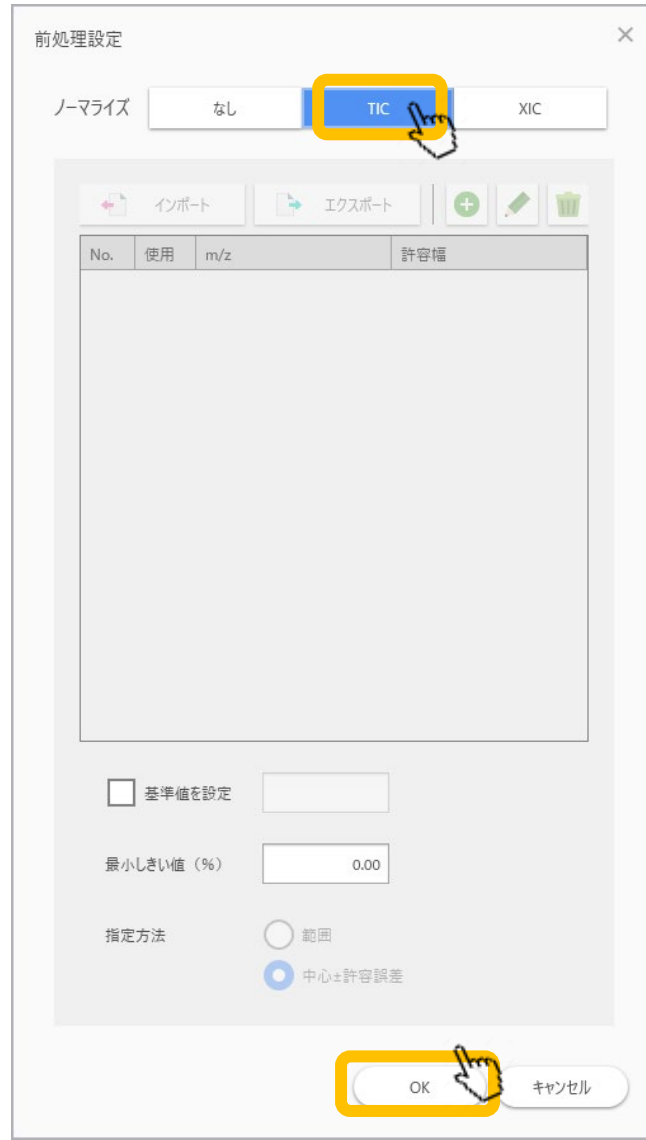 前処理設定
ノーマライズ なし TIC XIC
インポート エクスポート
No. 使用 m/z 許容幅
基準値を設定
最小しきい値（%） 0.00
指定方法 範囲
中心±許容誤差
OK キャンセル